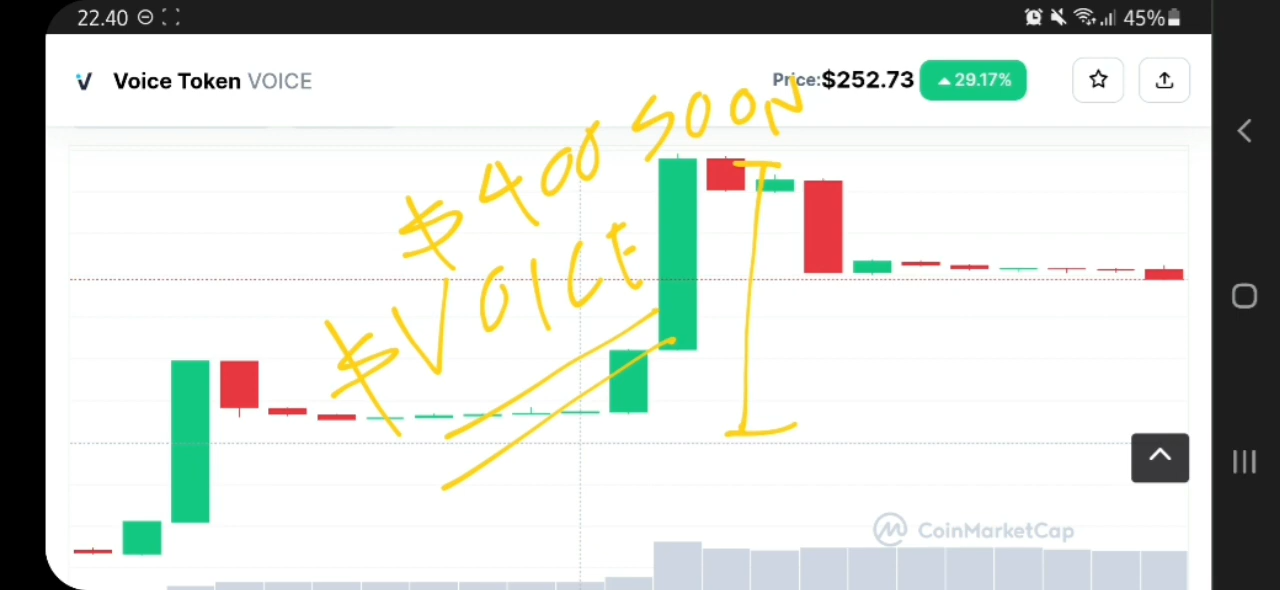 22.40 45%
Voice Token VOICE Price:$252.73 29.17%
$400 SOON
$VOICE
CoinMarketCap